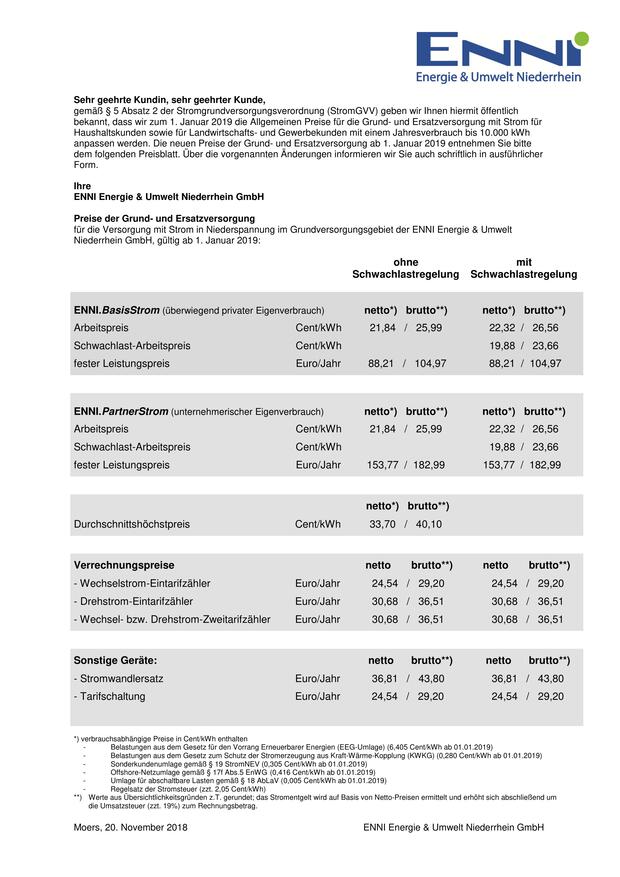 ENNI
Energie & Umwelt Niederrhein
Sehr geehrte Kundin, sehr geehrter Kunde,
gemäß § 5 Absatz 2 der Stromgrundversorgungsverordnung (StromGVV) geben wir Ihnen hiermit öffentlich
bekannt, dass wir zum 1. Januar 2019 die Allgemeinen Preise für die Grund- und Ersatzversorgung mit Strom für
Haushaltskunden sowie für Landwirtschafts- und Gewerbekunden mit einem Jahresverbrauch bis 10.000 kWh
anpassen werden. Die neuen Preise der Grund- und Ersatzversorgung ab 1. Januar 2019 entnehmen Sie bitte
dem folgenden Preisblatt. Über die vorgenannten Änderungen informieren wir Sie auch schriftlich in ausführlicher
Form.
Ihre
ENNI Energie & Umwelt Niederrhein GmbH
Preise der Grund- und Ersatzversorgung
für die Versorgung mit Strom in Niederspannung im Grundversorgungsgebiet der ENNI Energie & Umwelt
Niederrhein GmbH, gültig ab 1. Januar 2019:
ohne mit
Schwachlastregelung Schwachlastregelung
ENNI.BasisStrom (überwiegend privater Eigenverbrauch) netto*) brutto**) netto*) brutto**)
Arbeitspreis Cent/kWh 21,84 / 25,99 22,32 / 26,56
Schwachlast-Arbeitspreis Cent/kWh 19,88 / 23,66
fester Leistungspreis Euro/Jahr 88,21 / 104,97 88,21 / 104,97
ENNI.PartnerStrom (unternehmerischer Eigenverbrauch) netto*) brutto**) netto*) brutto**)
Arbeitspreis Cent/kWh 21,84 / 25,99 22,32 / 26,56
Schwachlast-Arbeitspreis Cent/kWh 19,88 / 23,66
fester Leistungspreis Euro/Jahr 153,77 / 182,99 153,77 / 182,99
netto*) brutto**)
Durchschnittshöchstpreis Cent/kWh 33,70 / 40,10
Verrechnungspreise netto brutto**) netto brutto**)
- Wechselstrom-Eintarifzähler Euro/Jahr 24,54 / 29,20 24,54 / 29,20
- Drehstrom-Eintarifzähler Euro/Jahr 30,68 / 36,51 30,68 / 36,51
- Wechsel- bzw. Drehstrom-Zweitarifzähler Euro/Jahr 30,68 / 36,51 30,68 / 36,51
Sonstige Geräte: netto brutto**) netto brutto**)
- Stromwandlersatz Euro/Jahr 36,81 / 43,80 36,81 / 43,80
- Tarifschaltung Euro/Jahr 24,54 / 29,20 24,54 / 29,20
*) verbrauchsabhängige Preise in Cent/kWh enthalten
- Belastungen aus dem Gesetz für den Vorrang Erneuerbarer Energien (EEG-Umlage) (6,405 Cent/kWh ab 01.01.2019)
- Belastungen aus dem Gesetz zum Schutz der Stromerzeugung aus Kraft-Wärme-Kopplung (KWKG) (0,280 Cent/kWh ab 01.01.2019)
- Sonderkundenumlage gemäß § 19 StromNEV (0,305 Cent/kWh ab 01.01.2019)
- Offshore-Netzumlage gemäß § 17f Abs.5 EnWG (0,416 Cent/kWh ab 01.01.2019)
- Umlage für abschaltbare Lasten gemäß § 18 AbLaV (0,005 Cent/kWh ab 01.01.2019)
- Regelsatz der Stromsteuer (zzt. 2,05 Cent/kWh)
**) Werte aus Übersichtlichkeitsgründen z.T. gerundet; das Stromentgelt wird auf Basis von Netto-Preisen ermittelt und erhöht sich abschließend um
die Umsatzsteuer (zzt. 19%) zum Rechnungsbetrag.
Moers, 20. November 2018 ENNI Energie & Umwelt Niederrhein GmbH